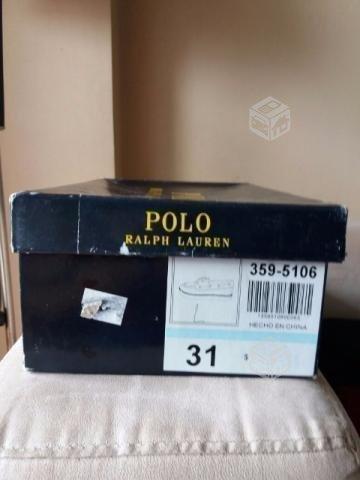 POLO
RALPH LAUREN
359-5106
HECHO EN CHINA
31
$